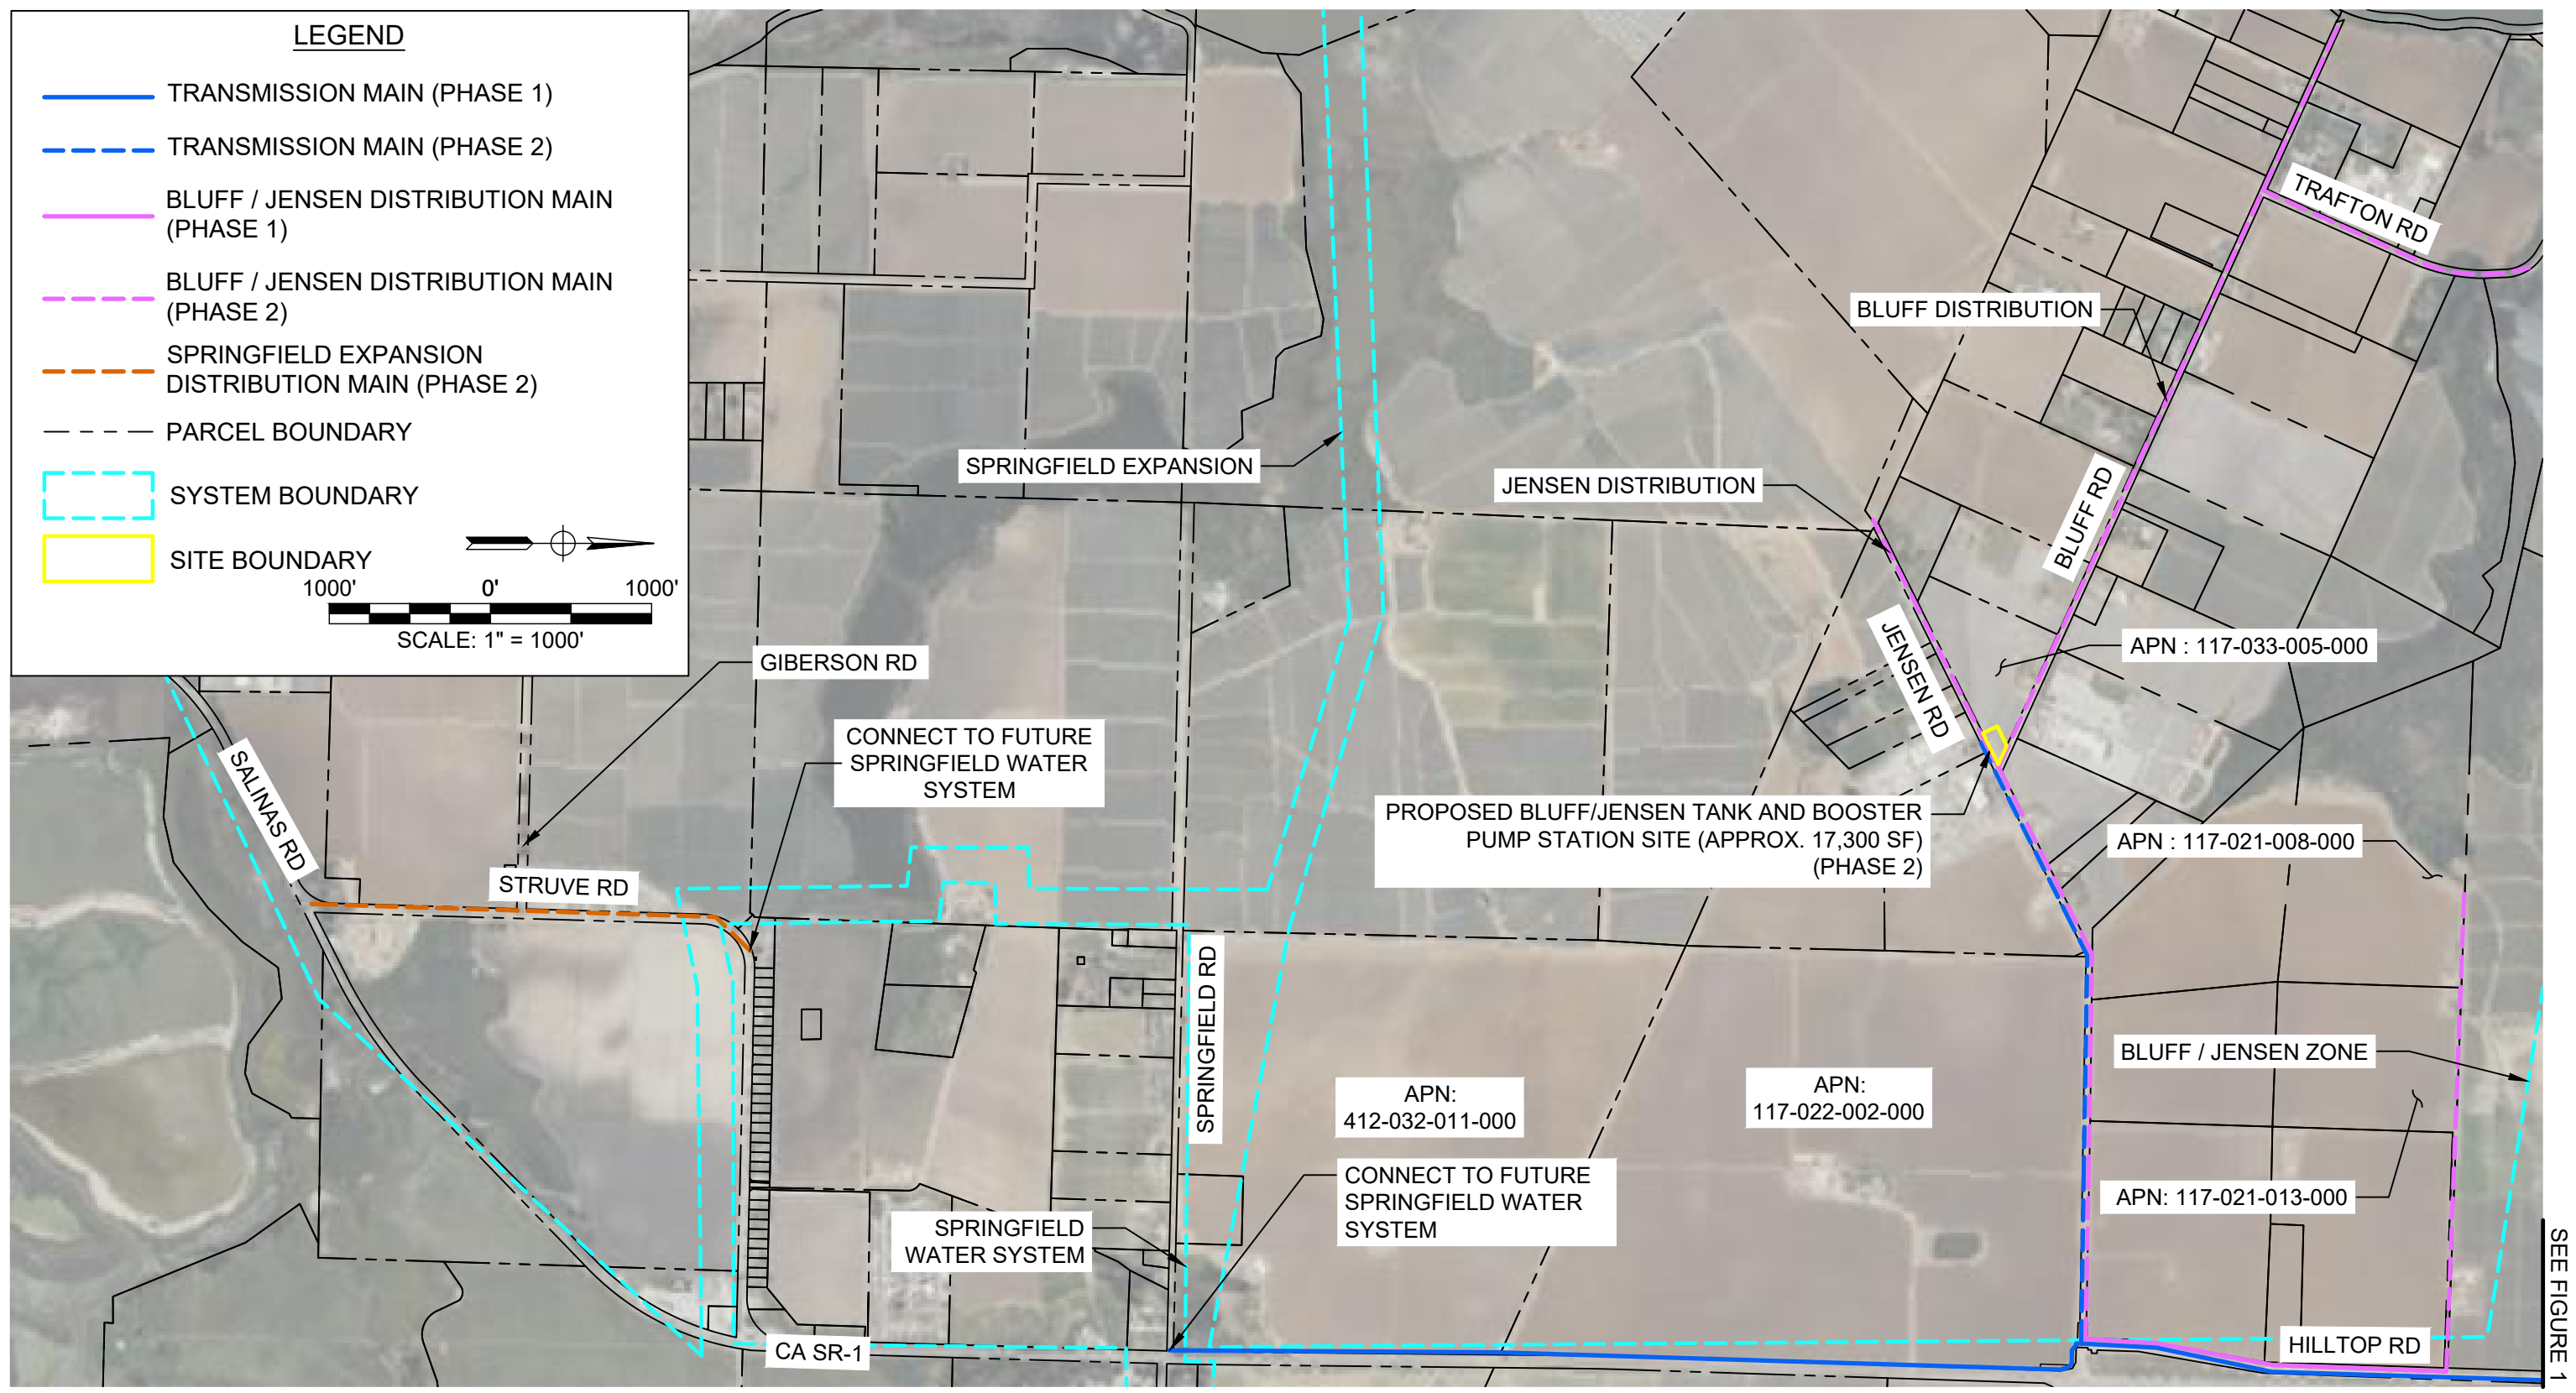 LEGEND
TRANSMISSION MAIN (PHASE 1)
TRANSMISSION MAIN (PHASE 2)
BLUFF / JENSEN DISTRIBUTION MAIN
(PHASE 1)
BLUFF / JENSEN DISTRIBUTION MAIN
(PHASE 2)
SPRINGFIELD EXPANSION
DISTRIBUTION MAIN (PHASE 2)
PARCEL BOUNDARY
SYSTEM BOUNDARY
SITE BOUNDARY
1000' 0' 1000'
SCALE: 1" = 1000'
TRAFTON RD
BLUFF DISTRIBUTION
SPRINGFIELD EXPANSION
JENSEN DISTRIBUTION
BLUFF RD
GIBERSON RD
JENSEN RD
APN : 117-033-005-000
CONNECT TO FUTURE
SPRINGFIELD WATER
SYSTEM
SALINAS RD
PROPOSED BLUFF/JENSEN TANK AND BOOSTER
PUMP STATION SITE (APPROX. 17,300 SF)
(PHASE 2)
APN : 117-021-008-000
STRUVE RD
SPRINGFIELD RD
BLUFF / JENSEN ZONE
APN:
412-032-011-000
APN:
117-022-002-000
CONNECT TO FUTURE
SPRINGFIELD WATER
SYSTEM
APN: 117-021-013-000
SPRINGFIELD
WATER SYSTEM
CA SR-1
HILLTOP RD
SEE FIGURE 1